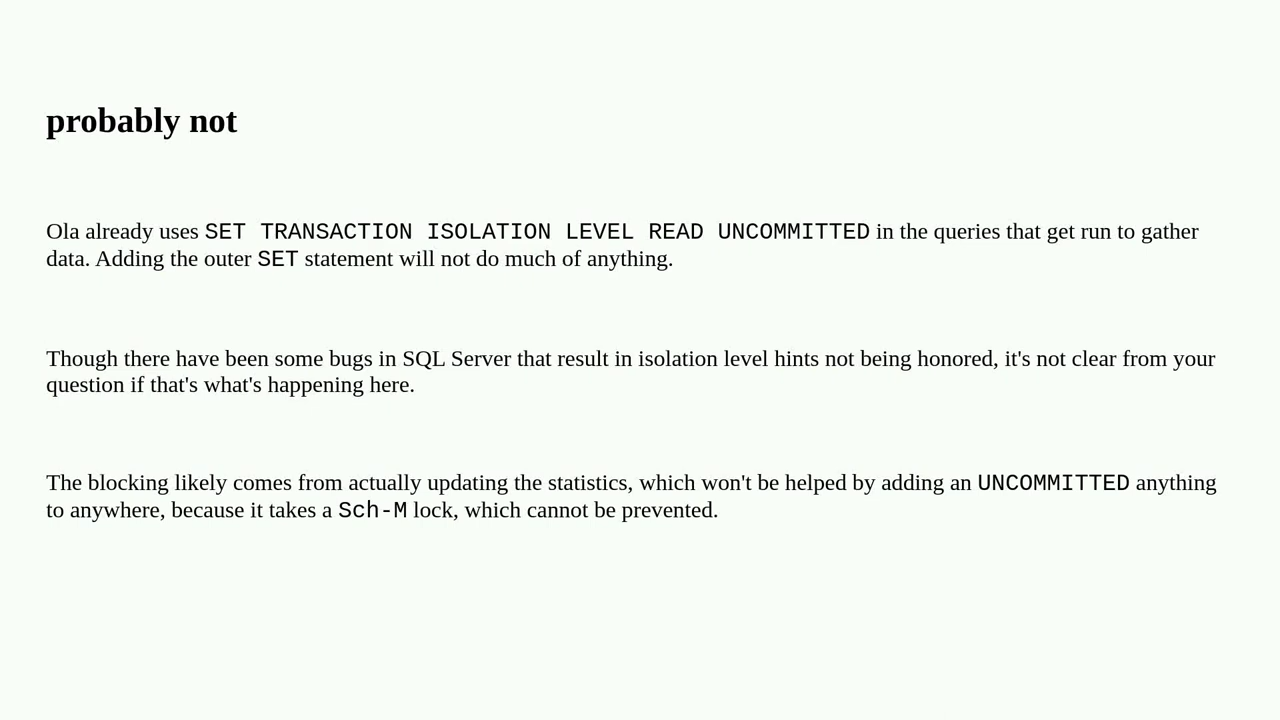 probably not
Ola already uses SET TRANSACTION ISOLATION LEVEL READ UNCOMMITTED in the queries that get run to gather
data. Adding the outer SET statement will not do much of anything.
Though there have been some bugs in SQL Server that result in isolation level hints not being honored, it's not clear from your
question if that's what's happening here.
The blocking likely comes from actually updating the statistics, which won't be helped by adding an UNCOMMITTED anything
to anywhere, because it takes a Sch-M lock, which cannot be prevented.